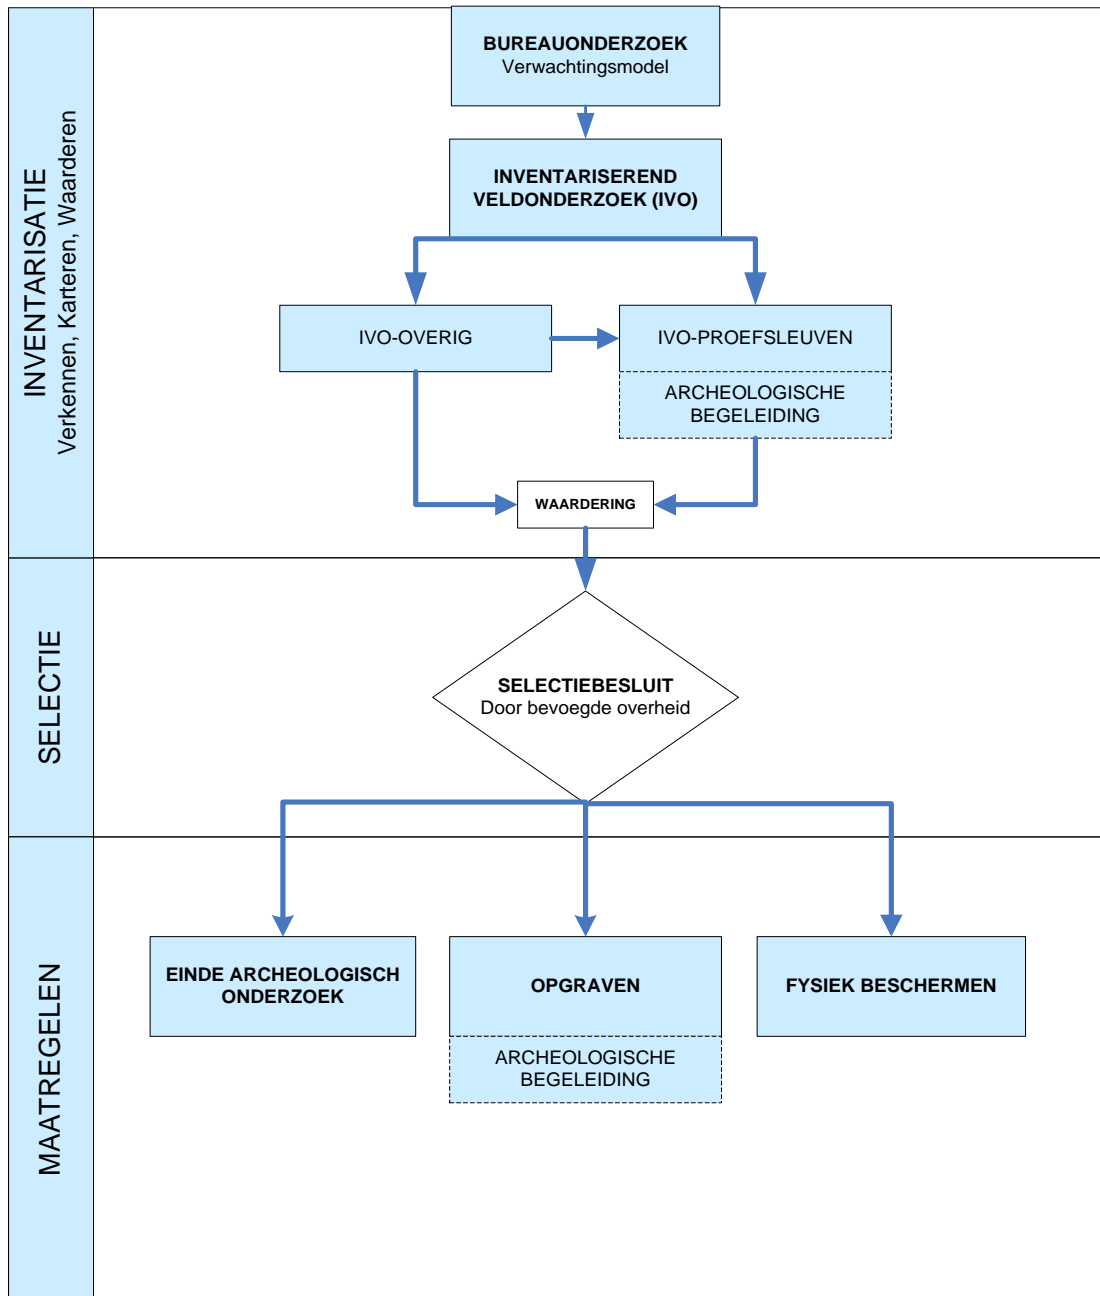 INVENTARISATIE
Verkennen, Karteren, Waarderen
BUREAUONDERZOEK
Verwachtingsmodel
INVENTARISEREND
VELDONDERZOEK (IVO)
IVO-OVERIG
IVO-PROEFSLEUVEN
ARCHEOLOGISCHE
BEGELEIDING
WAARDERING
SELECTIE
SELECTIEBESLUIT
Door bevoegde overheid
MAATREGELEN
EINDE ARCHEOLOGISCH
ONDERZOEK
OPGRAVEN
ARCHEOLOGISCHE
BEGELEIDING
FYSIEK BESCHERMEN